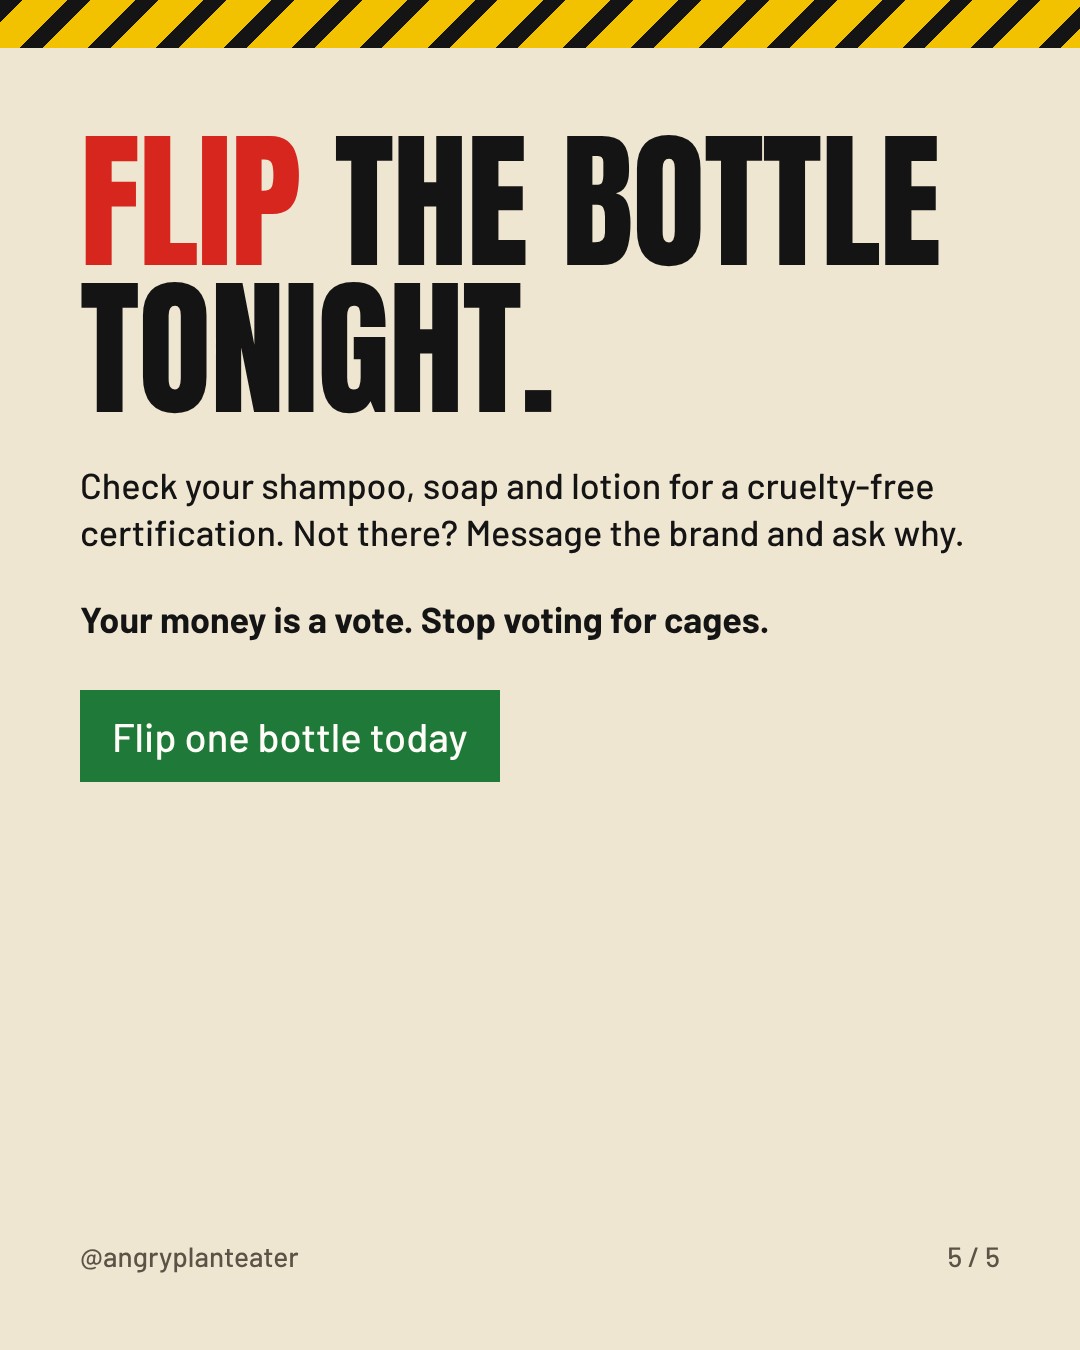 FLIP THE BOTTLE
TONIGHT.
Check your shampoo, soap and lotion for a cruelty-free
certification. Not there? Message the brand and ask why.
Your money is a vote. Stop voting for cages.
Flip one bottle today
@angryplanteater
5 / 5